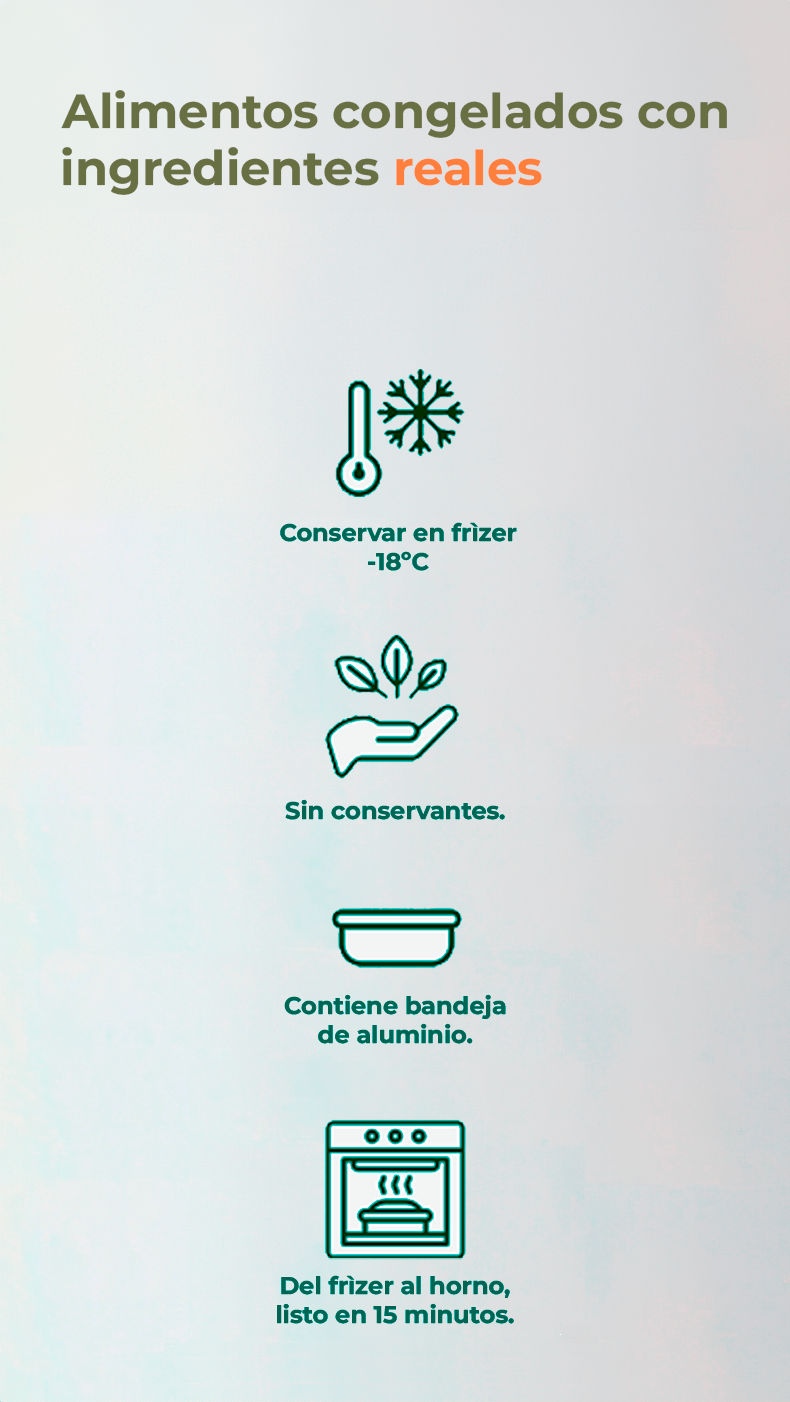 Alimentos congelados con
ingredientes reales
Conservar en frìzer
-18ºC
Sin conservantes.
Contiene bandeja
de aluminio.
Del frìzer al horno,
listo en 15 minutos.